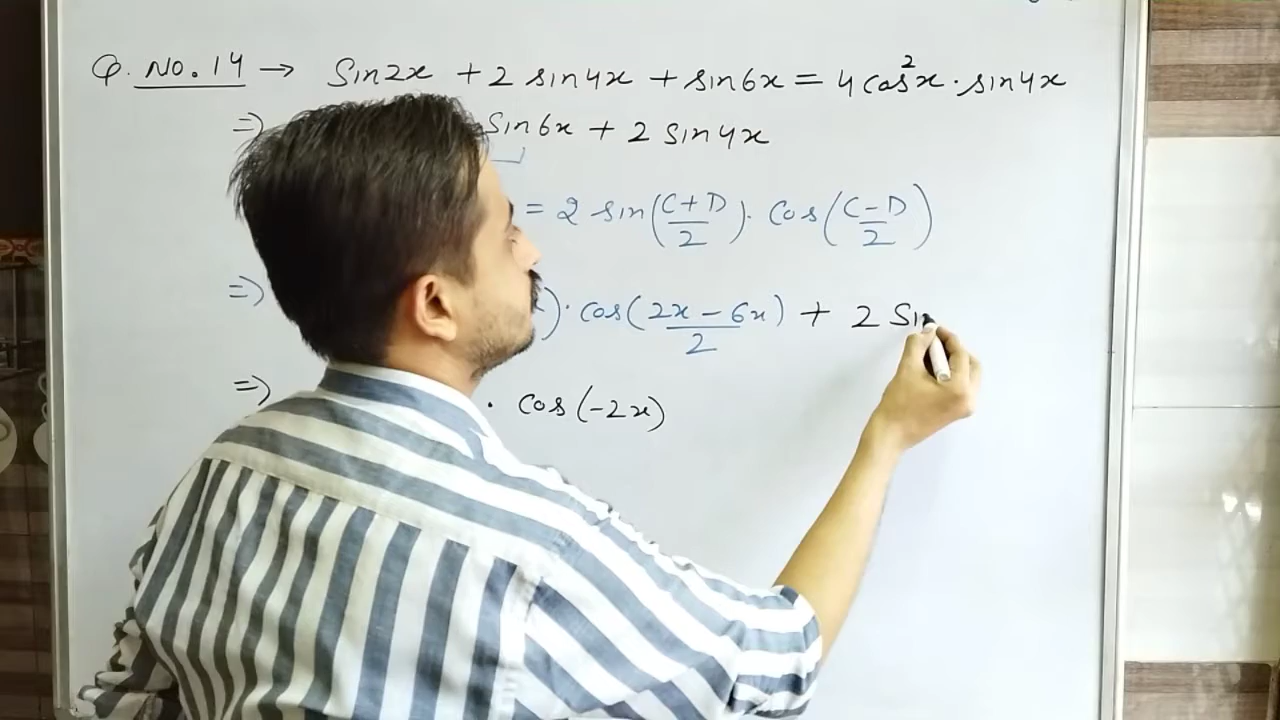 Q. NO. 14 → Sin2x + 2 sin4x + sin6x = 4 cos²x · sin4x
⇒ sin6x + 2 sin4x
= 2 sin(C+D/2) · cos(C-D/2)
⇒ x) · cos(2x - 6x/2) + 2 Sin
⇒ · cos(-2x)